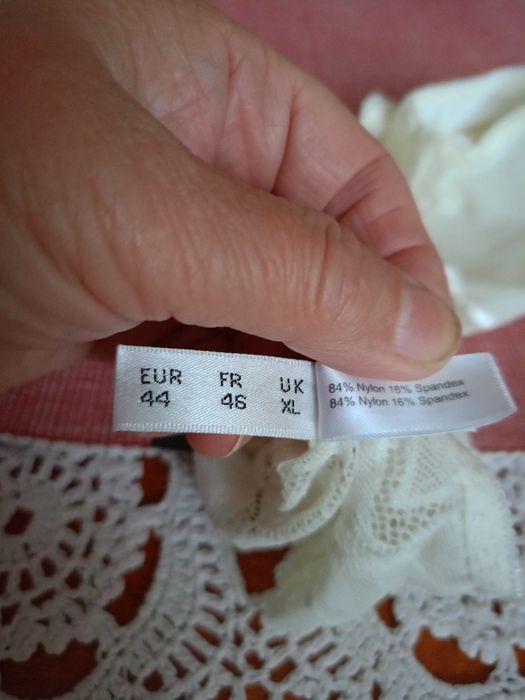 EUR FR UK
44 46 XL
84% Nylon 16% Spandex
84% Nylon 16% Spandex